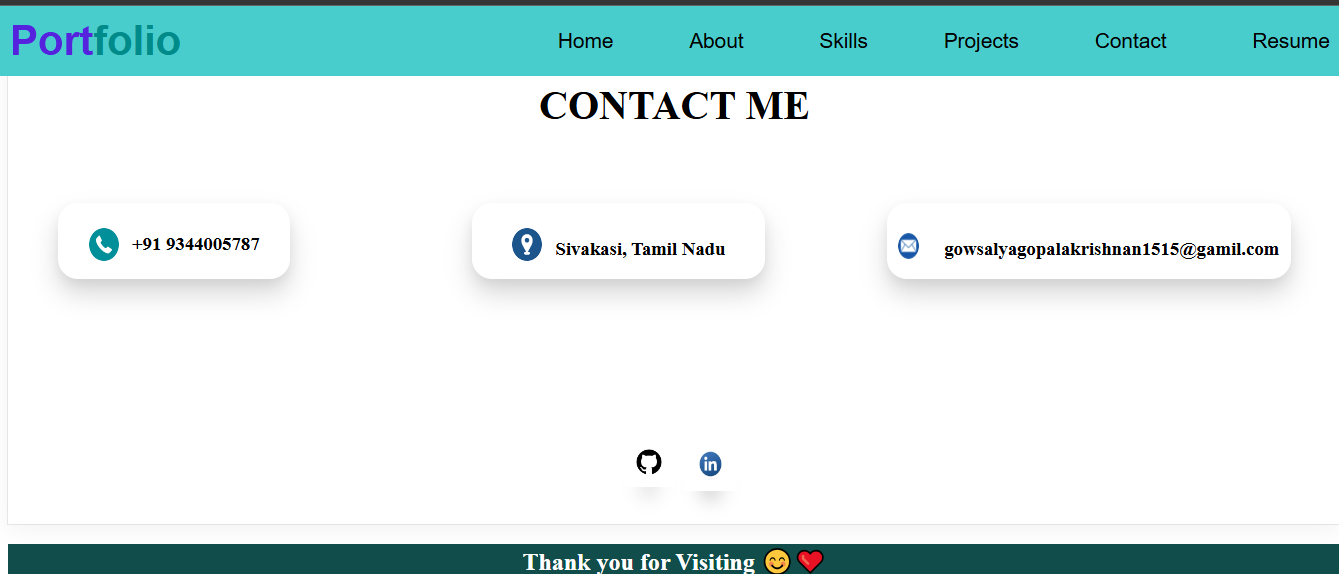 Portfolio Home About Skills Projects Contact Resume
CONTACT ME
+91 9344005787 Sivakasi, Tamil Nadu gowsalyagopalakrishnan1515@gamil.com
in
Thank you for Visiting 😊❤️